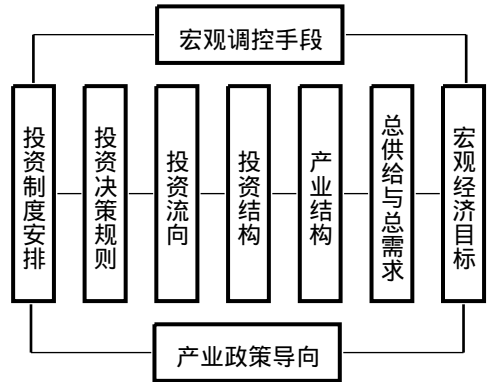 宏观调控手段
投资制度安排
投资决策规则
投资流向
投资结构
产业结构
总供给与总需求
宏观经济目标
产业政策导向